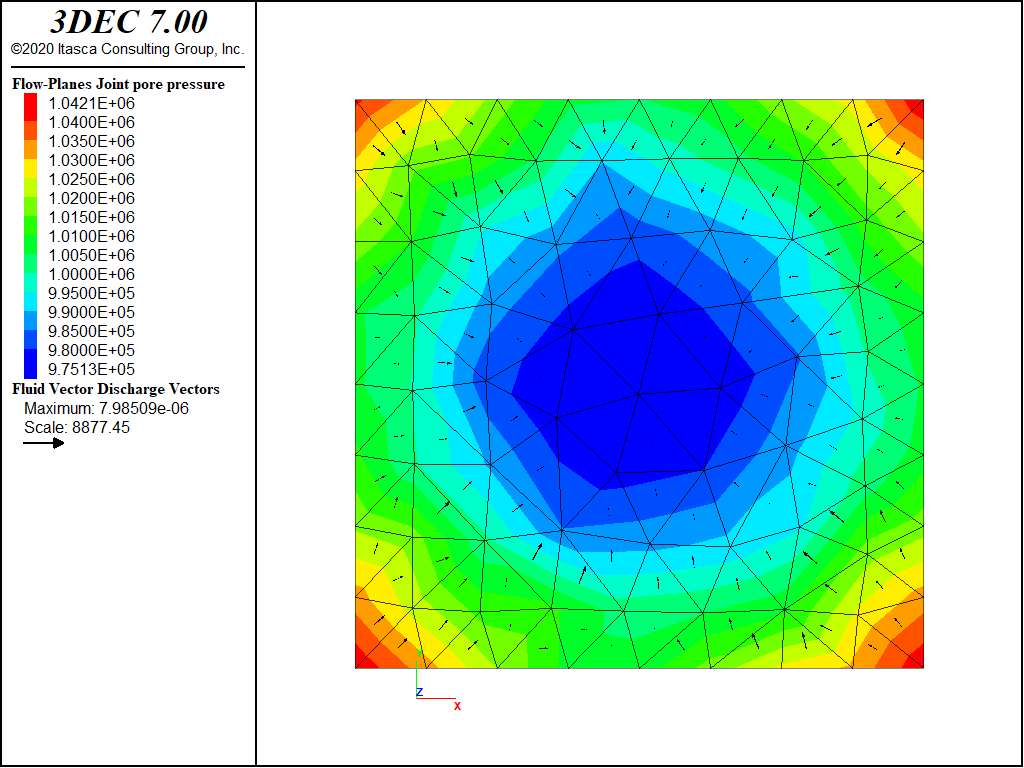 3DEC 7.00
©2020 Itasca Consulting Group, Inc.
Flow-Planes Joint pore pressure
1.0421E+06
1.0400E+06
1.0350E+06
1.0300E+06
1.0250E+06
1.0200E+06
1.0150E+06
1.0100E+06
1.0050E+06
1.0000E+06
9.9500E+05
9.9000E+05
9.8500E+05
9.8000E+05
9.7513E+05
Fluid Vector Discharge Vectors
Maximum: 7.98509e-06
Scale: 8877.45
Y
Z
X